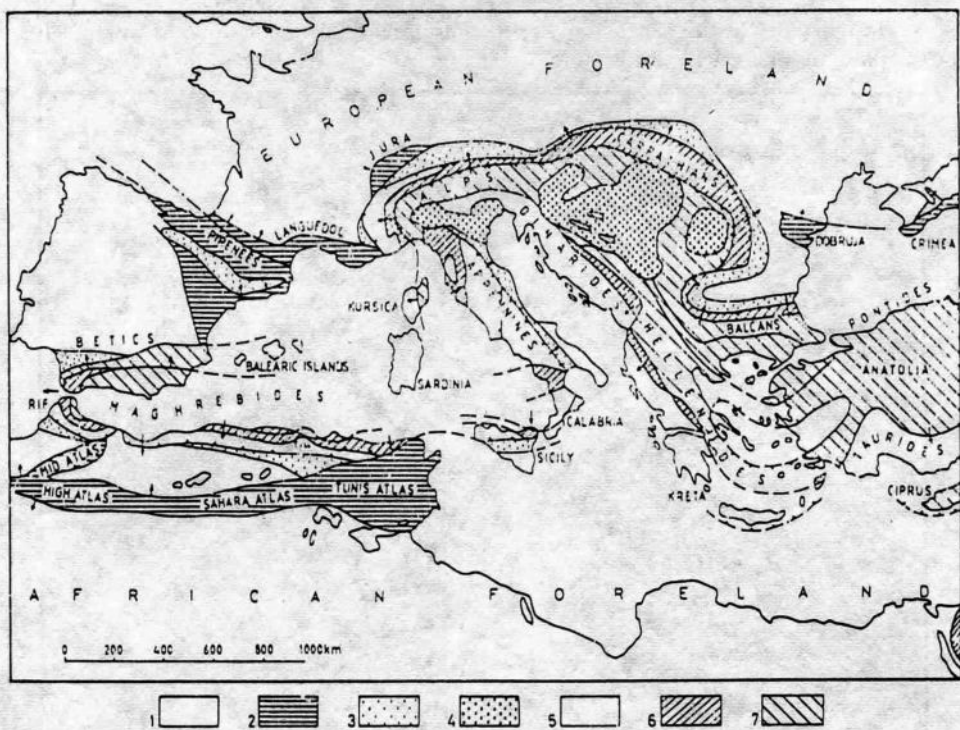 EUROPEAN FORELAND
JURA
CARPATHIANS
ALPS
LANGUEDOC
PIRENEES
DOBRUJA
CRIMEA
DINARIDES
KURSICA
APPENNINES
PONTIDES
BALCANS
BETICS
BALEARIC ISLANDS
HELLENIDES
ANATOLIA
SARDINIA
RIF
MAGHREBIDES
CALABRIA
SICILY
TAURIDES
MID ATLAS
HIGH ATLAS
SAHARA ATLAS
TUNIS ATLAS
KRETA
CIPRUS
AFRICAN FORELAND
0 200 400 600 800 1000km
1 2 3 4 5 6 7